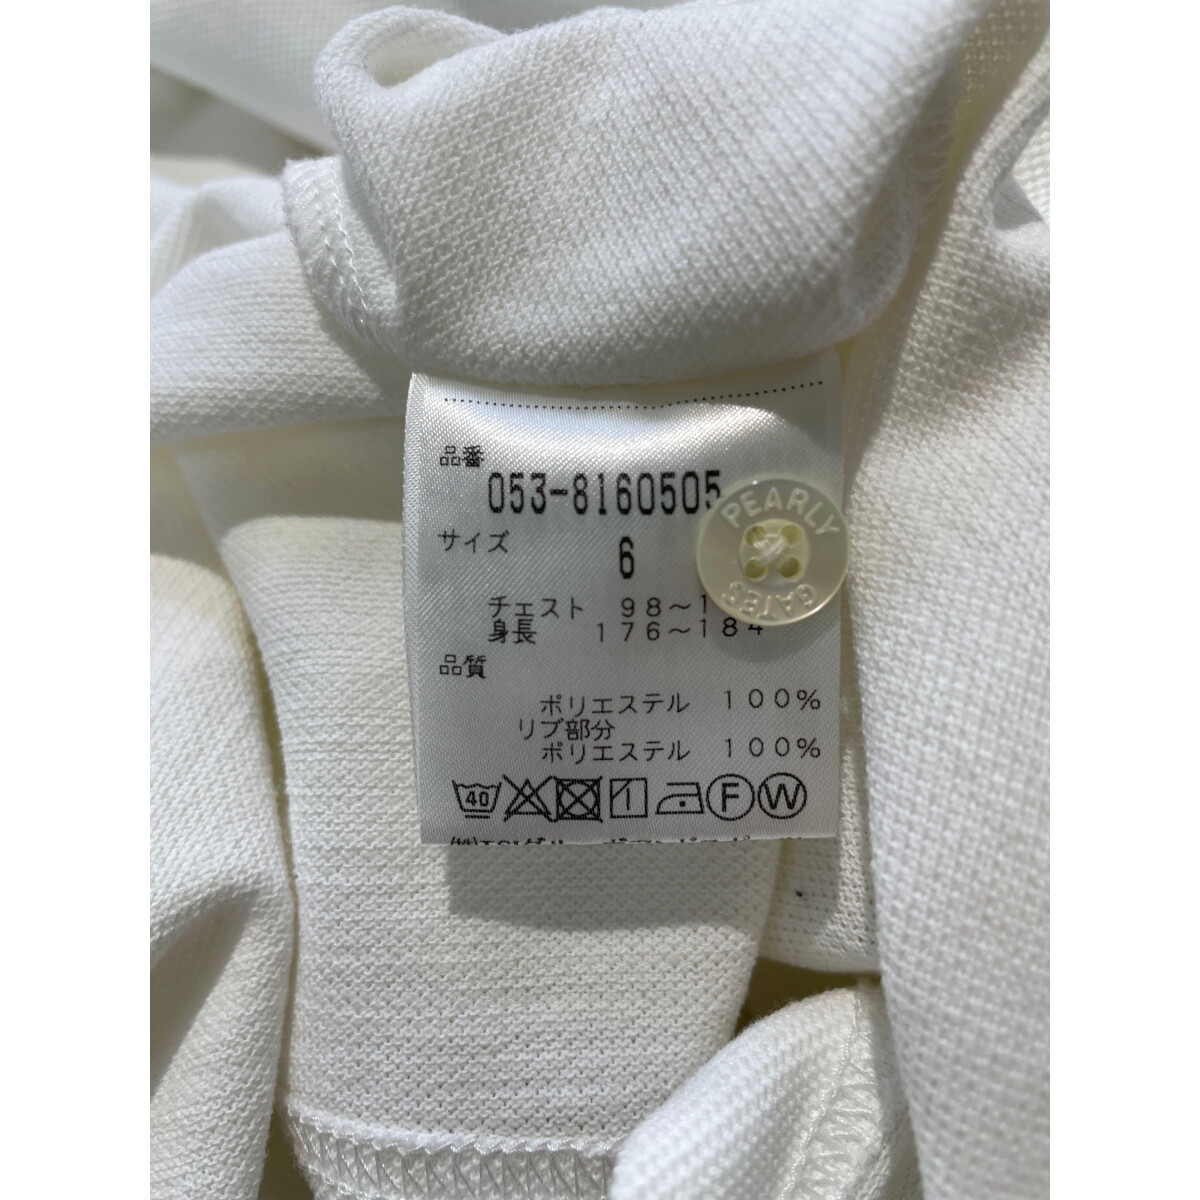 品番
053-8160505
サイズ
6
PEARLY
GATES
チェスト 98～1
身長 176～184
品質
ポリエステル 100%
リブ部分
ポリエステル 100%
40 1 F W